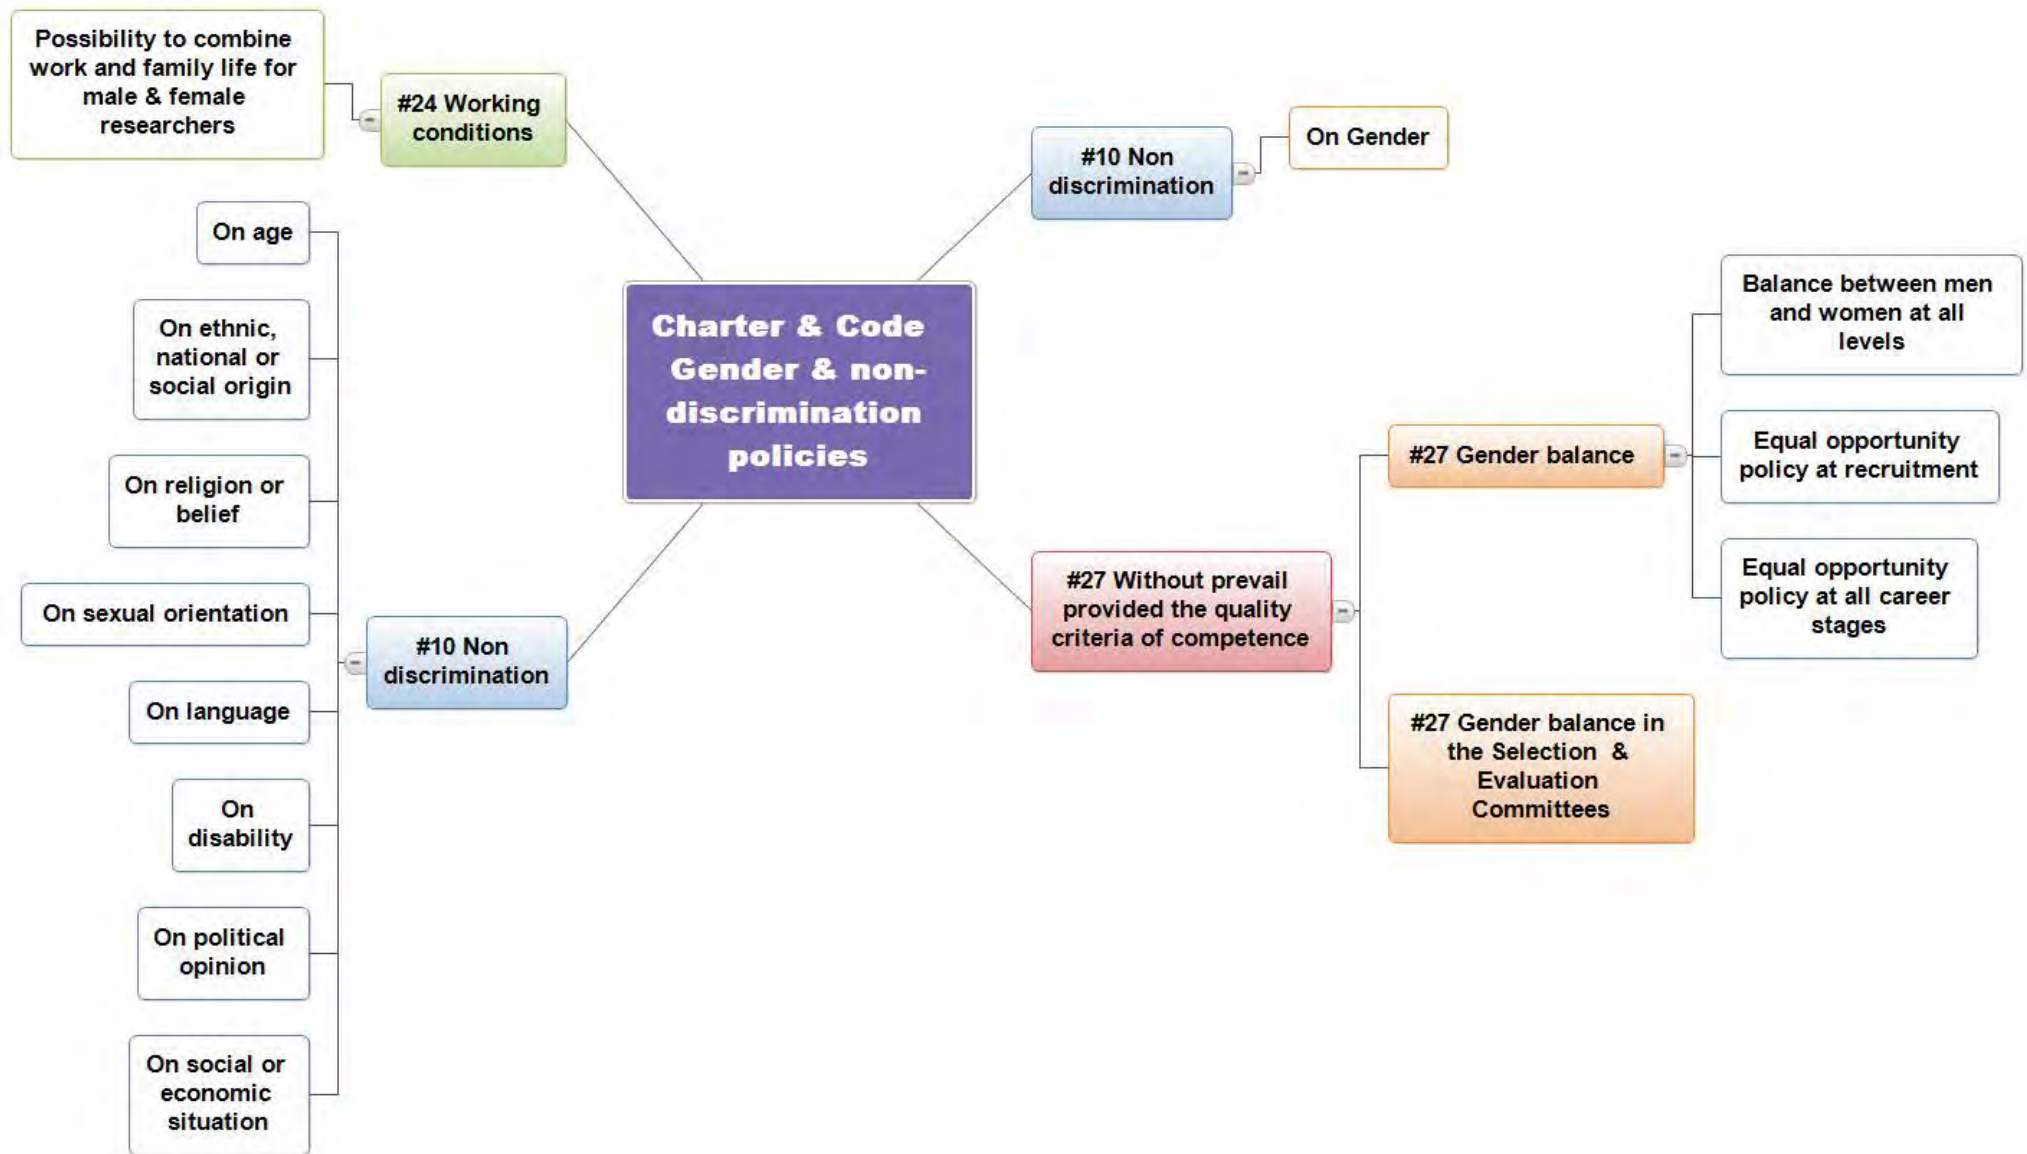 Possibility to combine
work and family life for
male & female
researchers
#24 Working
conditions
On age
On ethnic,
national or
social origin
On religion or
belief
On sexual orientation
On language
On
disability
On political
opinion
On social or
economic
situation
#10 Non
discrimination
Charter & Code
Gender & non-
discrimination
policies
#10 Non
discrimination
On Gender
#27 Without prevail
provided the quality
criteria of competence
#27 Gender balance
Balance between men
and women at all
levels
Equal opportunity
policy at recruitment
Equal opportunity
policy at all career
stages
#27 Gender balance in
the Selection &
Evaluation
Committees